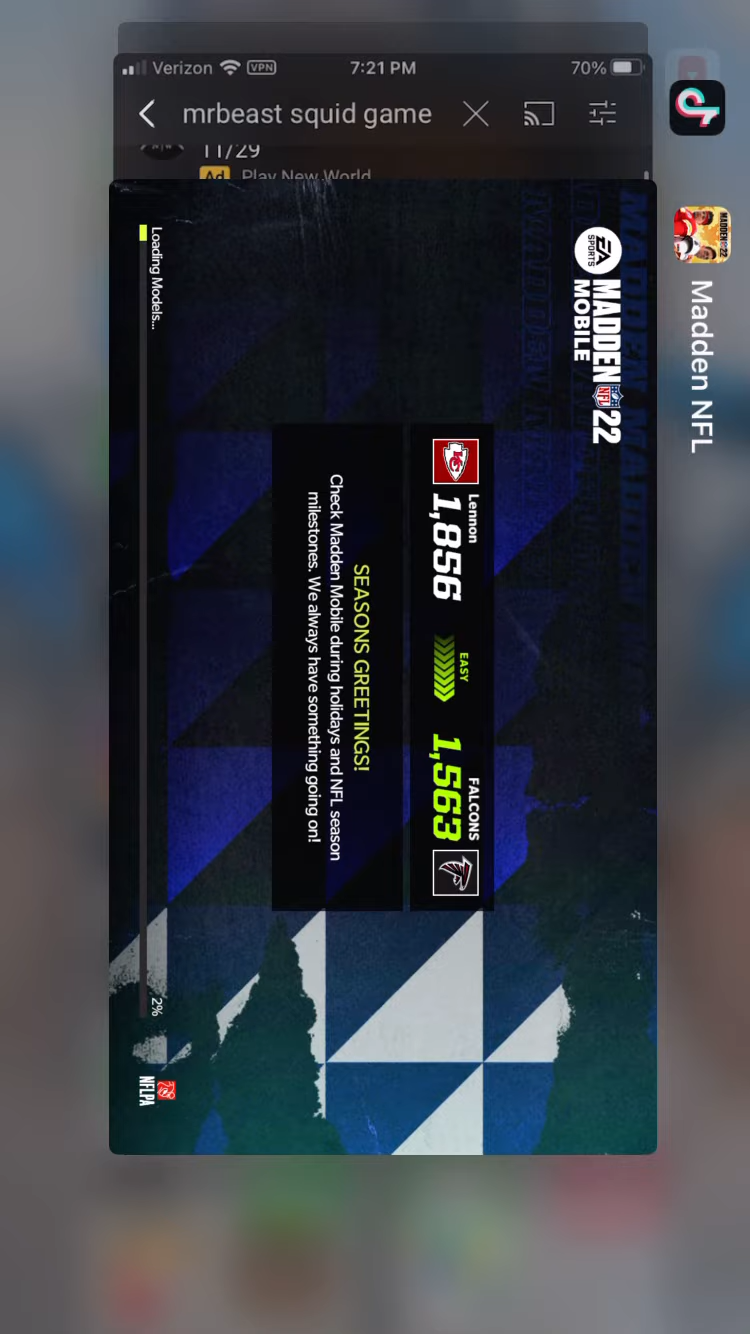 Verizon VPN 7:21 PM 70%
mrbeast squid game
11/29
Ad Play New World
Madden NFL
EA
SPORTS
MADDEN NFL 22
MOBILE
Lennon
1,856
EASY
FALCONS
1,563
SEASONS GREETINGS!
Check Madden Mobile during holidays and NFL season
milestones. We always have something going on!
Loading Models...
2%
NFLPA